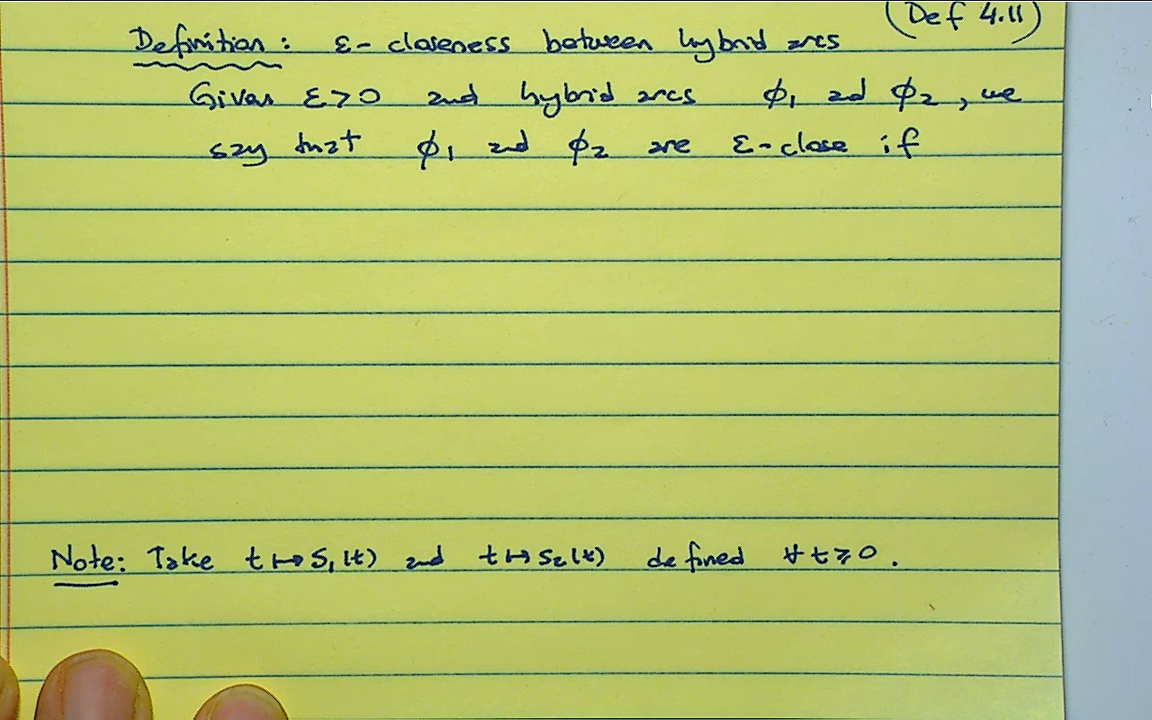 (Def 4.11)
Definition: ε-closeness between hybrid arcs
Given ε>0 and hybrid arcs ϕ₁ ad ϕ₂, we
say that ϕ₁ and ϕ₂ are ε-close if
Note: Take t↦s₁(t) and t↦s₂(t) defined ∀t≥0.